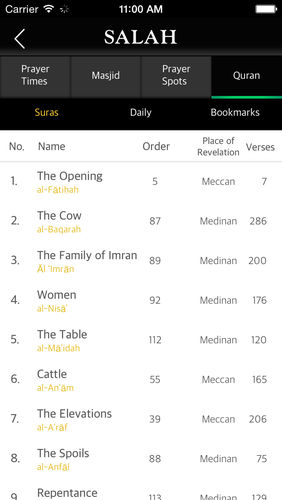 Carrier 11:00 AM
SALAH
Prayer Times Masjid Prayer Spots Quran
Suras Daily Bookmarks
No. Name Order Place of Revelation Verses
1. The Opening 5 Meccan 7
al-Fātihah
2. The Cow 87 Medinan 286
al-Baqarah
3. The Family of Imran 89 Medinan 200
Āl 'Imrān
4. Women 92 Medinan 176
al-Nisā'
5. The Table 112 Medinan 120
al-Mā'idah
6. Cattle 55 Meccan 165
al-An'ām
7. The Elevations 39 Meccan 206
al-A'rāf
8. The Spoils 88 Medinan 75
al-Anfāl
9. Repentance 113 Medinan 129